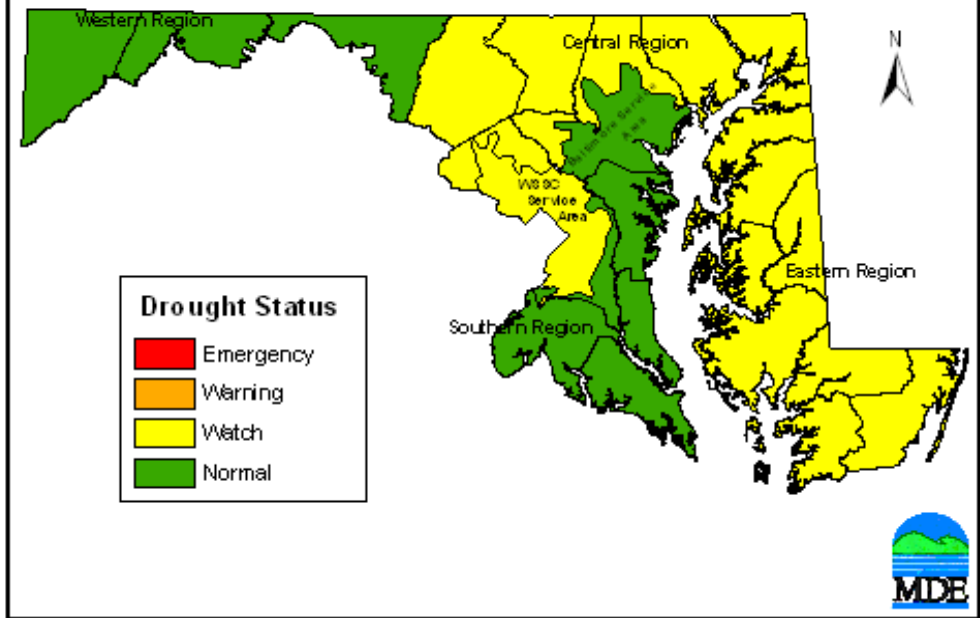 Western Region
Central Region
N
Baltimore Service
Area
WSSC
Service
Area
Eastern Region
Southern Region
Drought Status
Emergency
Warning
Watch
Normal
MDE